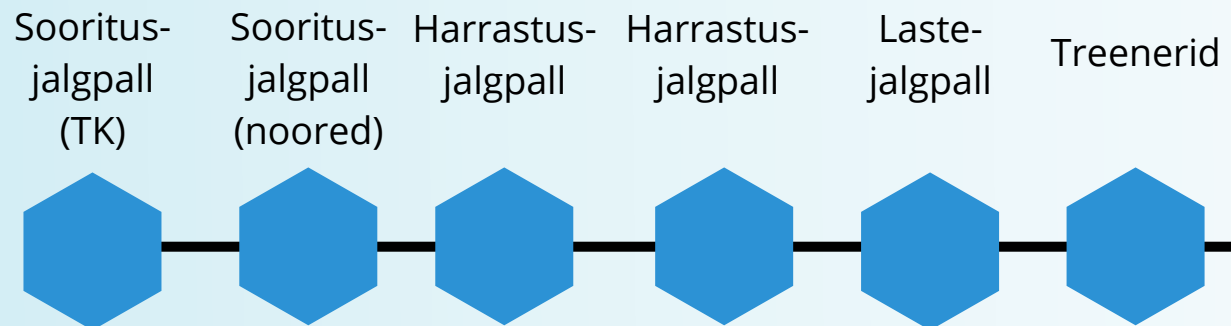 Sooritus-
jalgpall
(TK)
Sooritus-
jalgpall
(noored)
Harrastus-
jalgpall
Harrastus-
jalgpall
Laste-
jalgpall
Treenerid